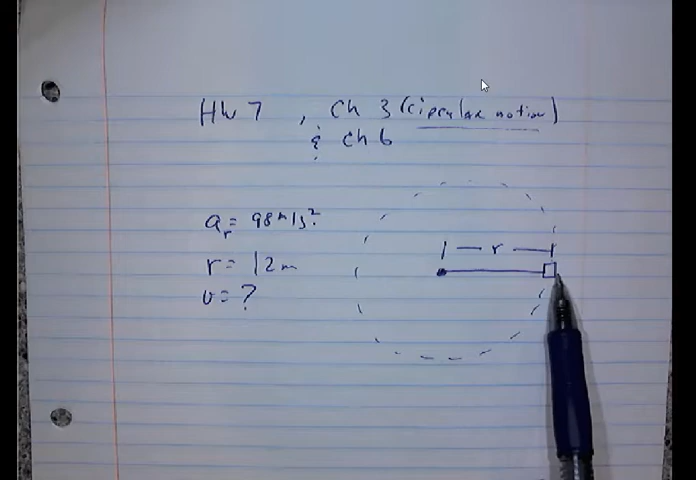 HW 7 , Ch 3 (circular motion)
& Ch 6
a_r = 98 m/s²
r = 12 m
v = ?
r